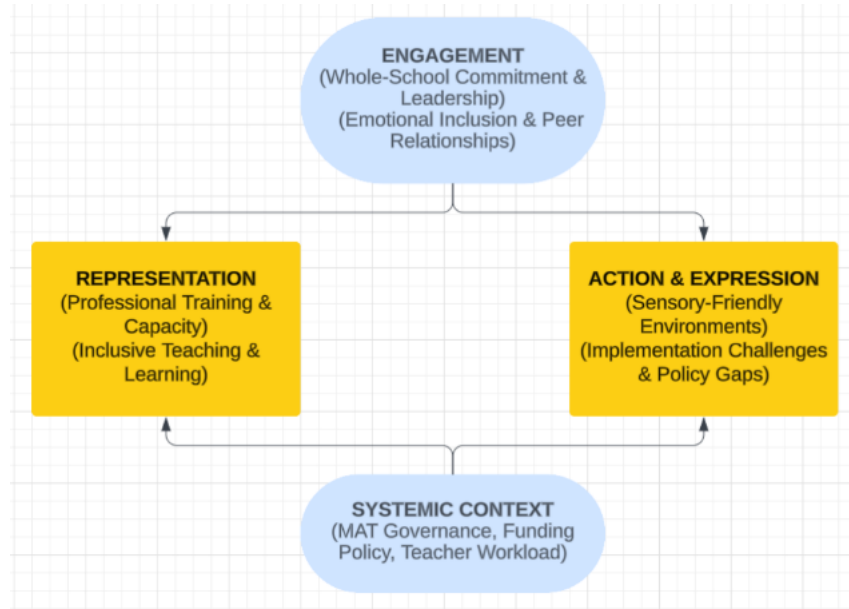 ENGAGEMENT
(Whole-School Commitment &
Leadership)
(Emotional Inclusion & Peer
Relationships)
REPRESENTATION
(Professional Training &
Capacity)
(Inclusive Teaching &
Learning)
ACTION & EXPRESSION
(Sensory-Friendly
Environments)
(Implementation Challenges
& Policy Gaps)
SYSTEMIC CONTEXT
(MAT Governance, Funding
Policy, Teacher Workload)